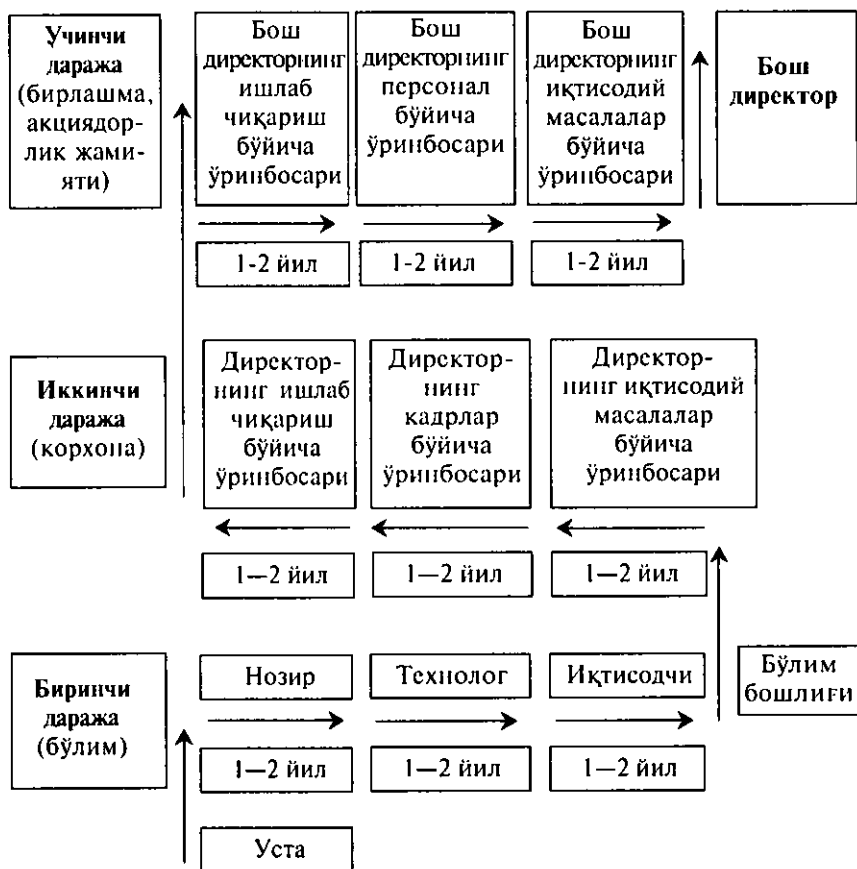 Учинчи
даража
(бирлашма,
акциядор-
лик жами-
яти)
Бош
директорнинг
ишлаб
чиқариш
бўйича
ўринбосари
Бош
директорнинг
персонал
бўйича
ўринбосари
Бош
директорнинг
иқтисодий
масалалар
бўйича
ўринбосари
Бош
директор
1-2 йил
1-2 йил
1-2 йил
Иккинчи
даража
(корхона)
Директор-
нинг ишлаб
чиқариш
бўйича
ўринбосари
Директор-
нинг
кадрлар
бўйича
ўринбосари
Директор-
нинг иқтисодий
масалалар
бўйича
ўринбосари
1—2 йил
1—2 йил
1—2 йил
Биринчи
даража
(бўлим)
Нозир
Технолог
Иқтисодчи
Бўлим
бошлиғи
1—2 йил
1—2 йил
1—2 йил
Уста